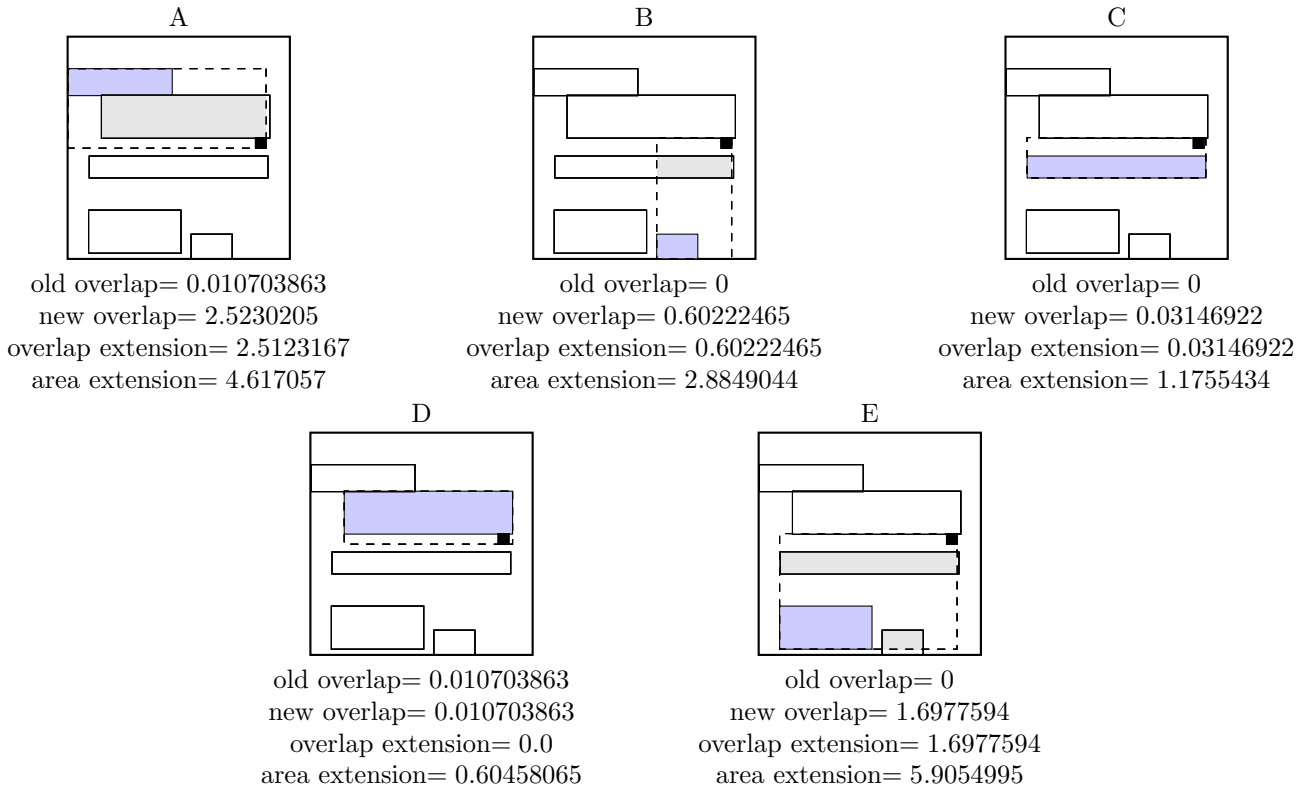 A
B
C
old overlap= 0.010703863
new overlap= 2.5230205
overlap extension= 2.5123167
area extension= 4.617057
old overlap= 0
new overlap= 0.60222465
overlap extension= 0.60222465
area extension= 2.8849044
old overlap= 0
new overlap= 0.03146922
overlap extension= 0.03146922
area extension= 1.1755434
D
E
old overlap= 0.010703863
new overlap= 0.010703863
overlap extension= 0.0
area extension= 0.60458065
old overlap= 0
new overlap= 1.6977594
overlap extension= 1.6977594
area extension= 5.9054995